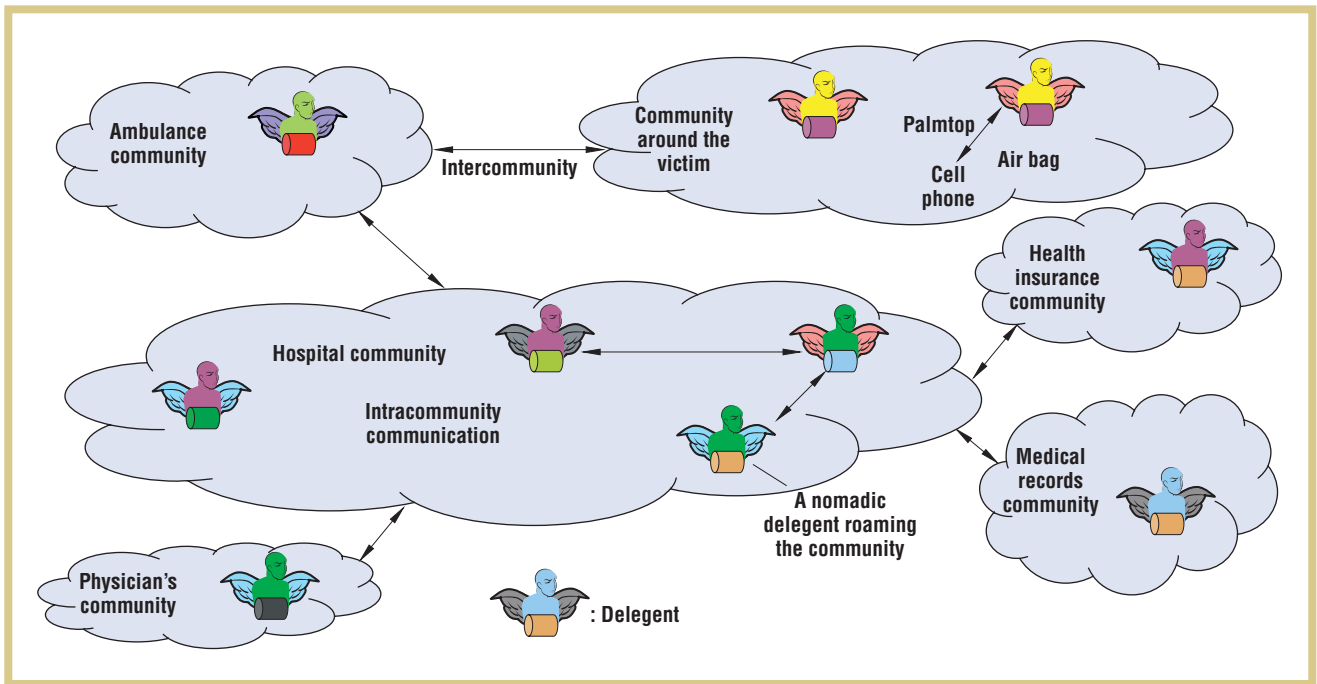 Ambulance
community
Intercommunity
Community
around the
victim
Palmtop
Air bag
Cell
phone
Health
insurance
community
Hospital community
Intracommunity
communication
A nomadic
delegent roaming
the community
Medical
records
community
Physician's
community
: Delegent